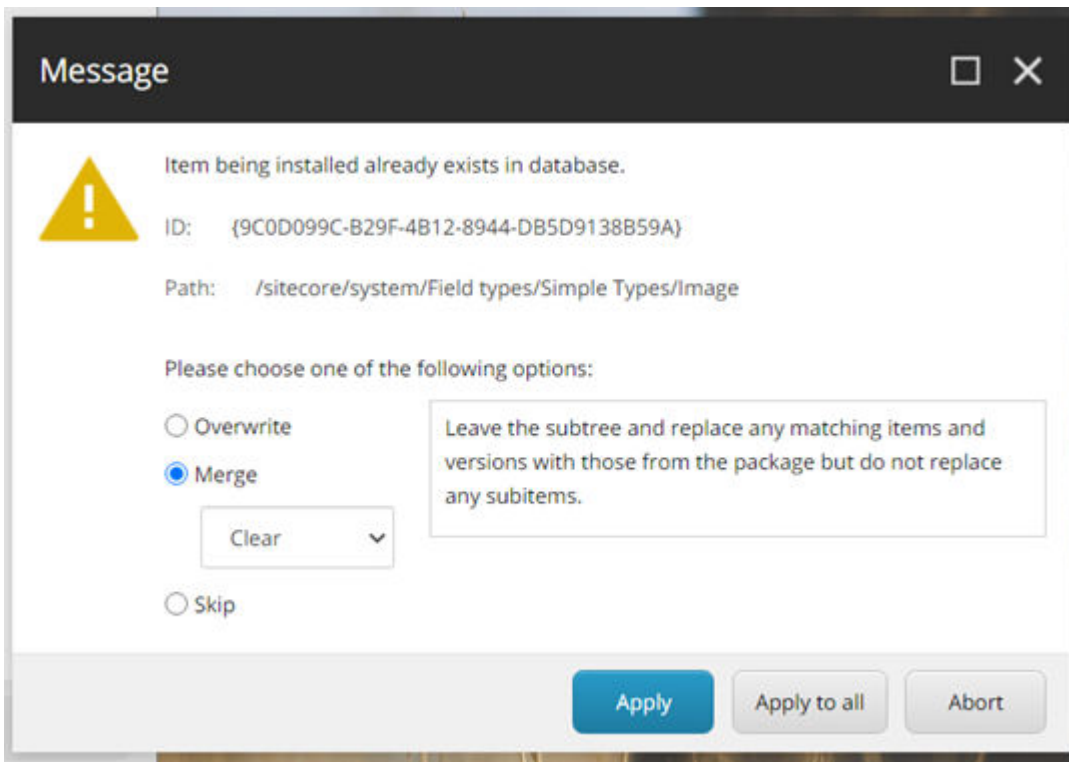 Message
Item being installed already exists in database.
ID: {9C0D099C-B29F-4B12-8944-DB5D9138B59A}
Path: /sitecore/system/Field types/Simple Types/Image
Please choose one of the following options:
Overwrite
Merge
Clear
Skip
Leave the subtree and replace any matching items and
versions with those from the package but do not replace
any subitems.
Apply
Apply to all
Abort